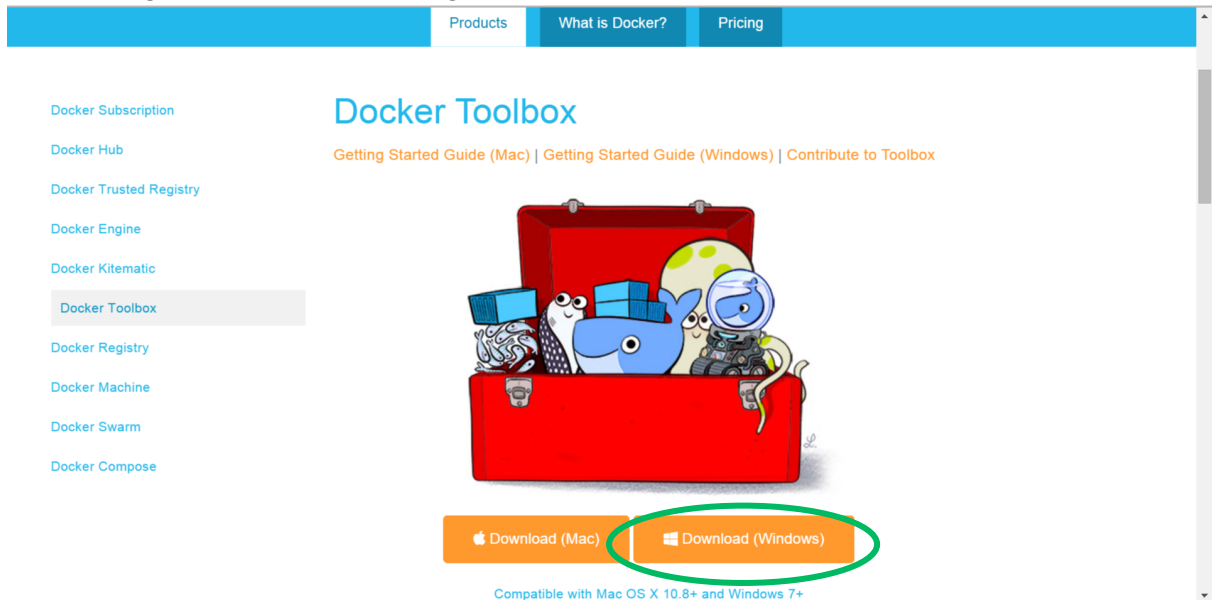 Products
What is Docker?
Pricing
Docker Subscription
Docker Hub
Docker Trusted Registry
Docker Engine
Docker Kitematic
Docker Toolbox
Docker Registry
Docker Machine
Docker Swarm
Docker Compose
Docker Toolbox
Getting Started Guide (Mac) | Getting Started Guide (Windows) | Contribute to Toolbox
Download (Mac)
Download (Windows)
Compatible with Mac OS X 10.8+ and Windows 7+